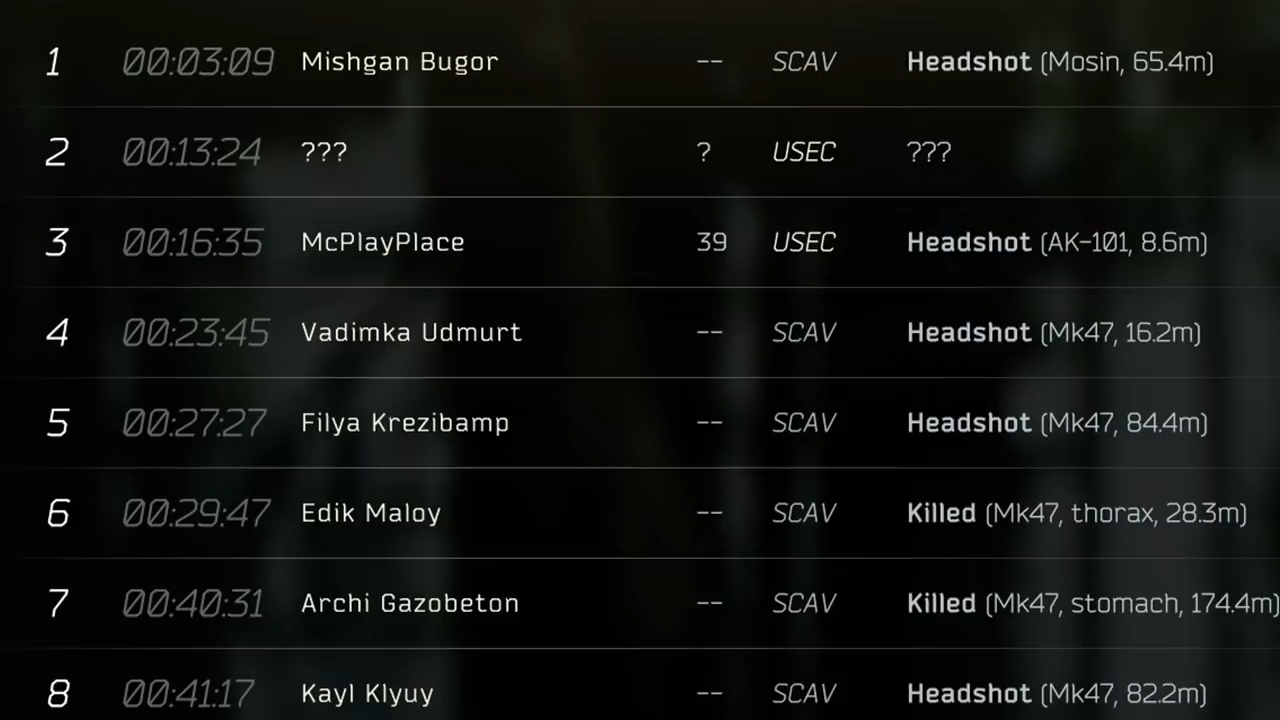 1 00:03:09 Mishgan Bugor -- SCAV Headshot (Mosin, 65.4m)
2 00:13:24 ??? ? USEC ???
3 00:16:35 McPlayPlace 39 USEC Headshot (AK-101, 8.6m)
4 00:23:45 Vadimka Udmurt -- SCAV Headshot (Mk47, 16.2m)
5 00:27:27 Filya Krezibamp -- SCAV Headshot (Mk47, 84.4m)
6 00:29:47 Edik Maloy -- SCAV Killed (Mk47, thorax, 28.3m)
7 00:40:31 Archi Gazobeton -- SCAV Killed (Mk47, stomach, 174.4m)
8 00:41:17 Kayl Klyuy -- SCAV Headshot (Mk47, 82.2m)